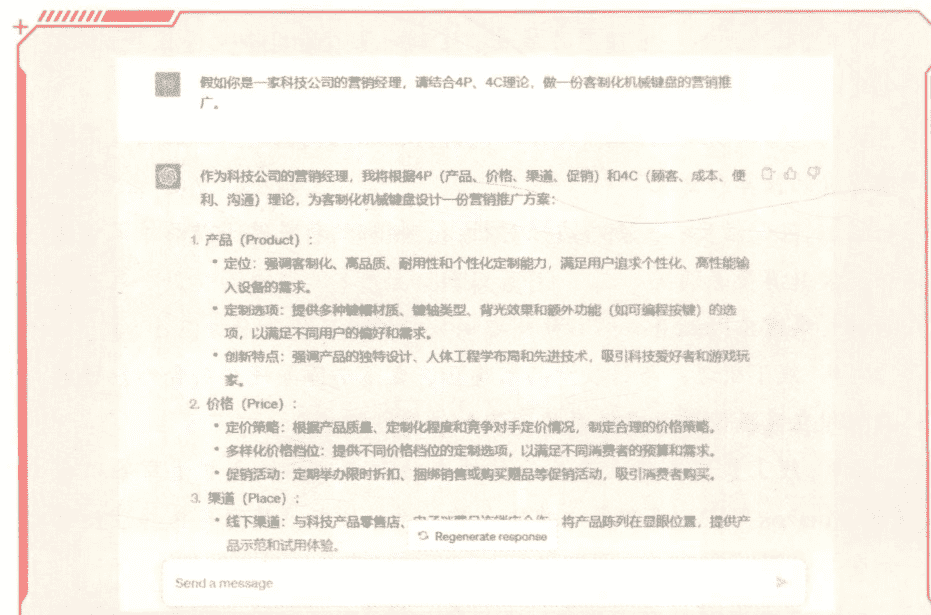 假如你是一家科技公司的营销经理，请结合4P、4C理论，做一份客制化机械键盘的营销推
广。
作为科技公司的营销经理，我将根据4P（产品、价格、渠道、促销）和4C（顾客、成本、便
利、沟通）理论，为客制化机械键盘设计一份营销推广方案：
1. 产品（Product）：
• 定位：强调客制化、高品质、耐用性和个性化定制能力，满足用户追求个性化、高性能输
入设备的需求。
• 定制选项：提供多种键帽材质、键轴类型、背光效果和额外功能（如可编程按键）的选
项，以满足不同用户的偏好和需求。
• 创新特点：强调产品的独特设计、人体工程学布局和先进技术，吸引科技爱好者和游戏玩
家。
2. 价格（Price）：
• 定价策略：根据产品质量、定制化程度和竞争对手定价情况，制定合理的价格策略。
• 多样化价格档位：提供不同价格档位的定制选项，以满足不同消费者的预算和需求。
• 促销活动：定期举办限时折扣、捆绑销售或购买赠品等促销活动，吸引消费者购买。
3. 渠道（Place）：
• 线下渠道：与科技产品零售店、将产品陈列在显眼位置，提供产
品示范和试用体验。
Regenerate response
Send a message